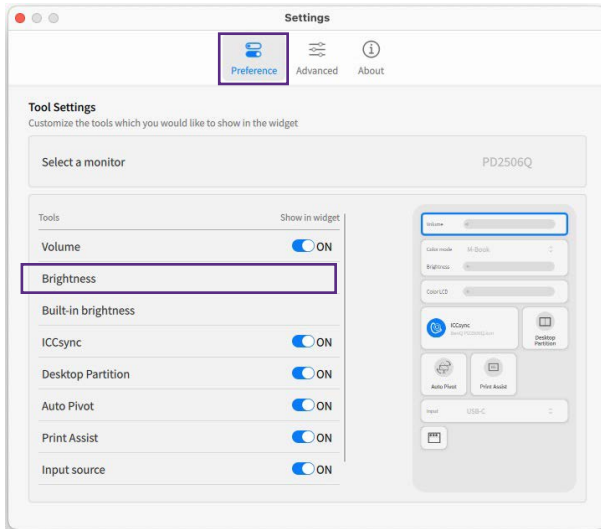 Settings
Preference Advanced About
Tool Settings
Customize the tools which you would like to show in the widget
Select a monitor PD2506Q
Tools Show in widget
Volume ON
Brightness
Built-in brightness
ICCsync ON
Desktop Partition ON
Auto Pivot ON
Print Assist ON
Input source ON
Volume
Color mode M-Book
Brightness
Color LCD
ICCsync
Desktop
Partition
Auto Pivot Print Assist
Input USB-C